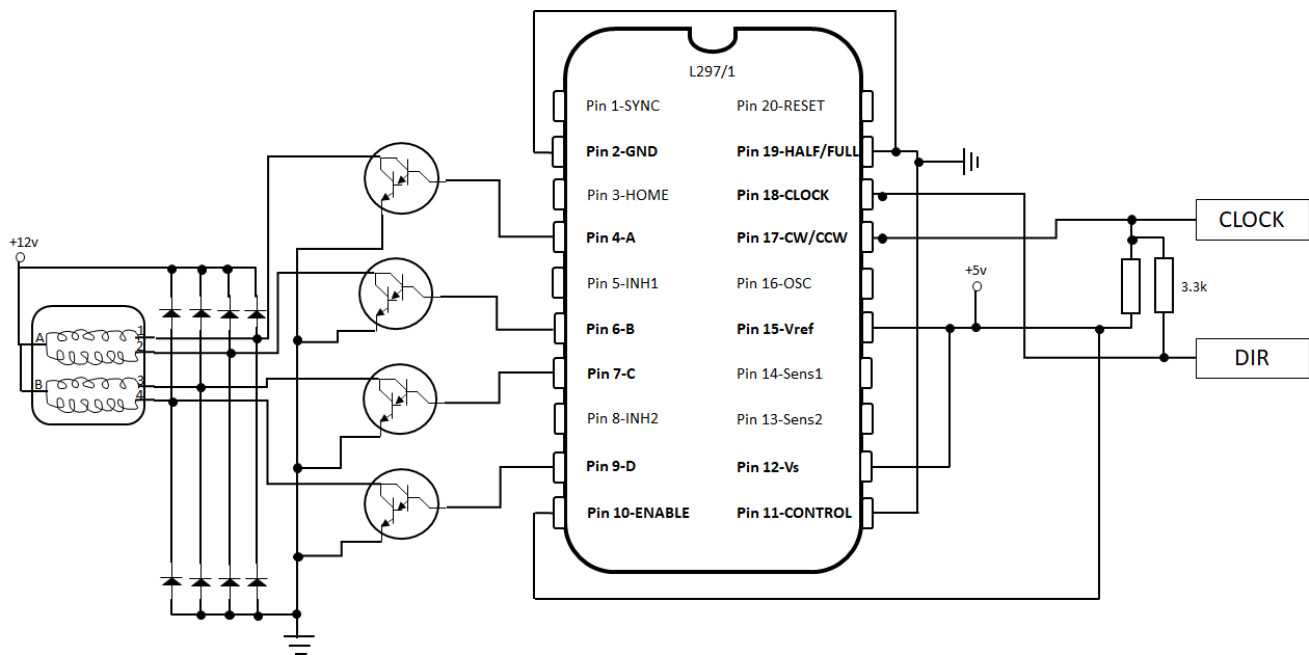 L297/1
Pin 1-SYNC
Pin 20-RESET
Pin 2-GND
Pin 19-HALF/FULL
Pin 3-HOME
Pin 18-CLOCK
CLOCK
Pin 4-A
Pin 17-CW/CCW
+12v
Pin 5-INH1
Pin 16-OSC
+5v
3.3k
Pin 6-B
Pin 15-Vref
A
1
2
DIR
Pin 7-C
Pin 14-Sens1
B
3
4
Pin 8-INH2
Pin 13-Sens2
Pin 9-D
Pin 12-Vs
Pin 10-ENABLE
Pin 11-CONTROL